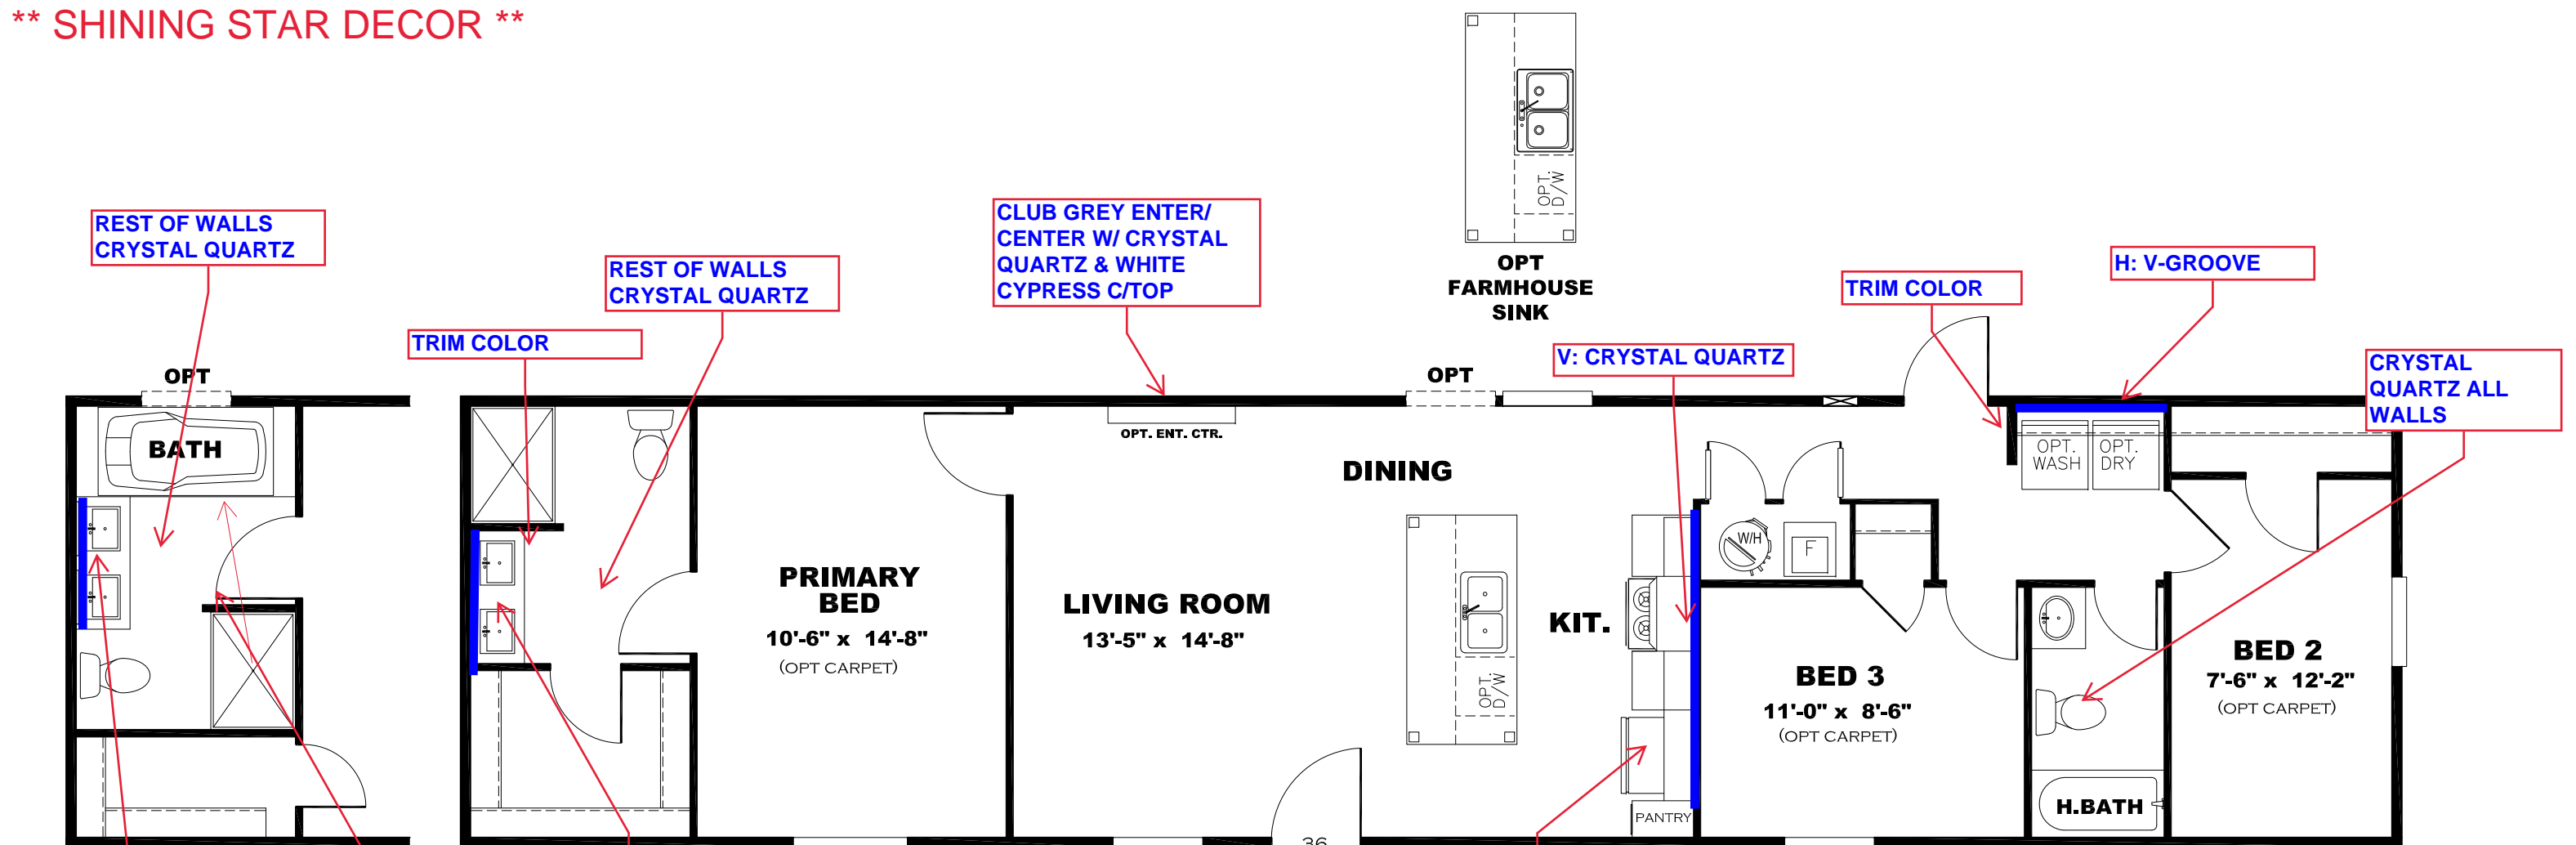 ** SHINING STAR DECOR **
REST OF WALLS
CRYSTAL QUARTZ
REST OF WALLS
CRYSTAL QUARTZ
TRIM COLOR
CLUB GREY ENTER/
CENTER W/ CRYSTAL
QUARTZ & WHITE
CYPRESS C/TOP
OPT.
D/W
OPT
FARMHOUSE
SINK
V: CRYSTAL QUARTZ
TRIM COLOR
H: V-GROOVE
CRYSTAL
QUARTZ ALL
WALLS
OPT
BATH
OPT. ENT. CTR.
OPT
DINING
OPT.
WASH
OPT.
DRY
W/H
F
PRIMARY
BED
10'-6" x 14'-8"
(OPT CARPET)
LIVING ROOM
13'-5" x 14'-8"
KIT.
OPT.
D/W
BED 3
11'-0" x 8'-6"
(OPT CARPET)
BED 2
7'-6" x 12'-2"
(OPT CARPET)
H.BATH
PANTRY
36